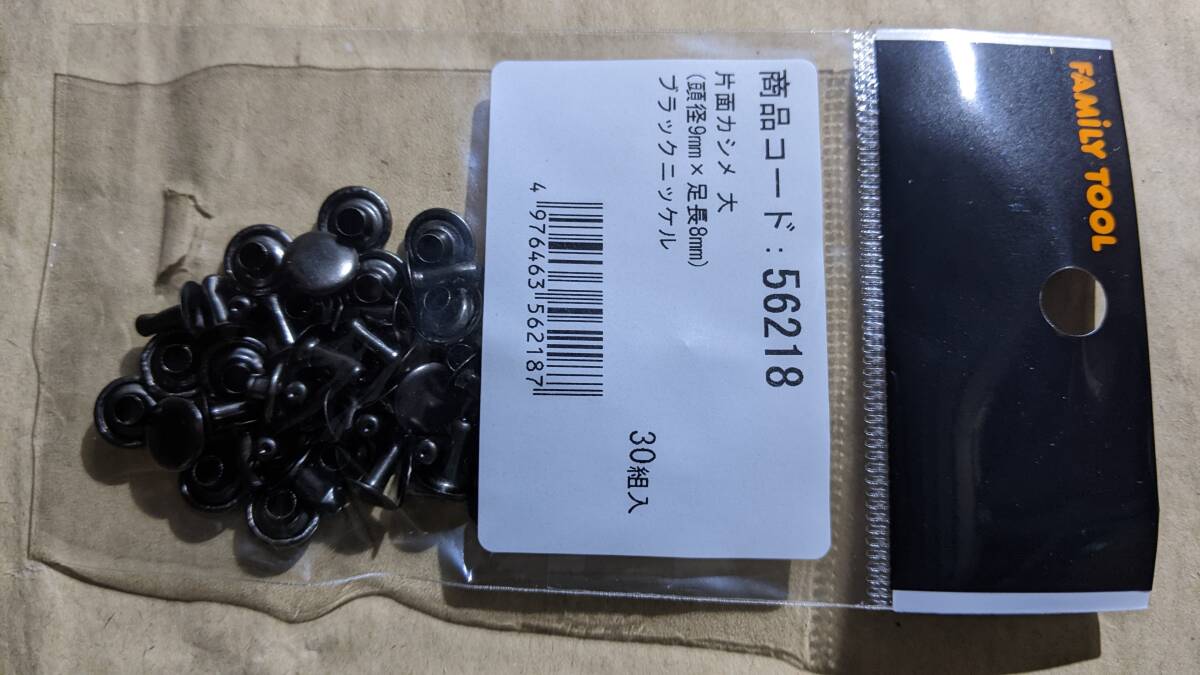 FAMiLY TOOL
商品コード:56218
片面カシメ 大
(頭径9mm×足長8mm)
ブラックニッケル
30組入
4 976463 562187